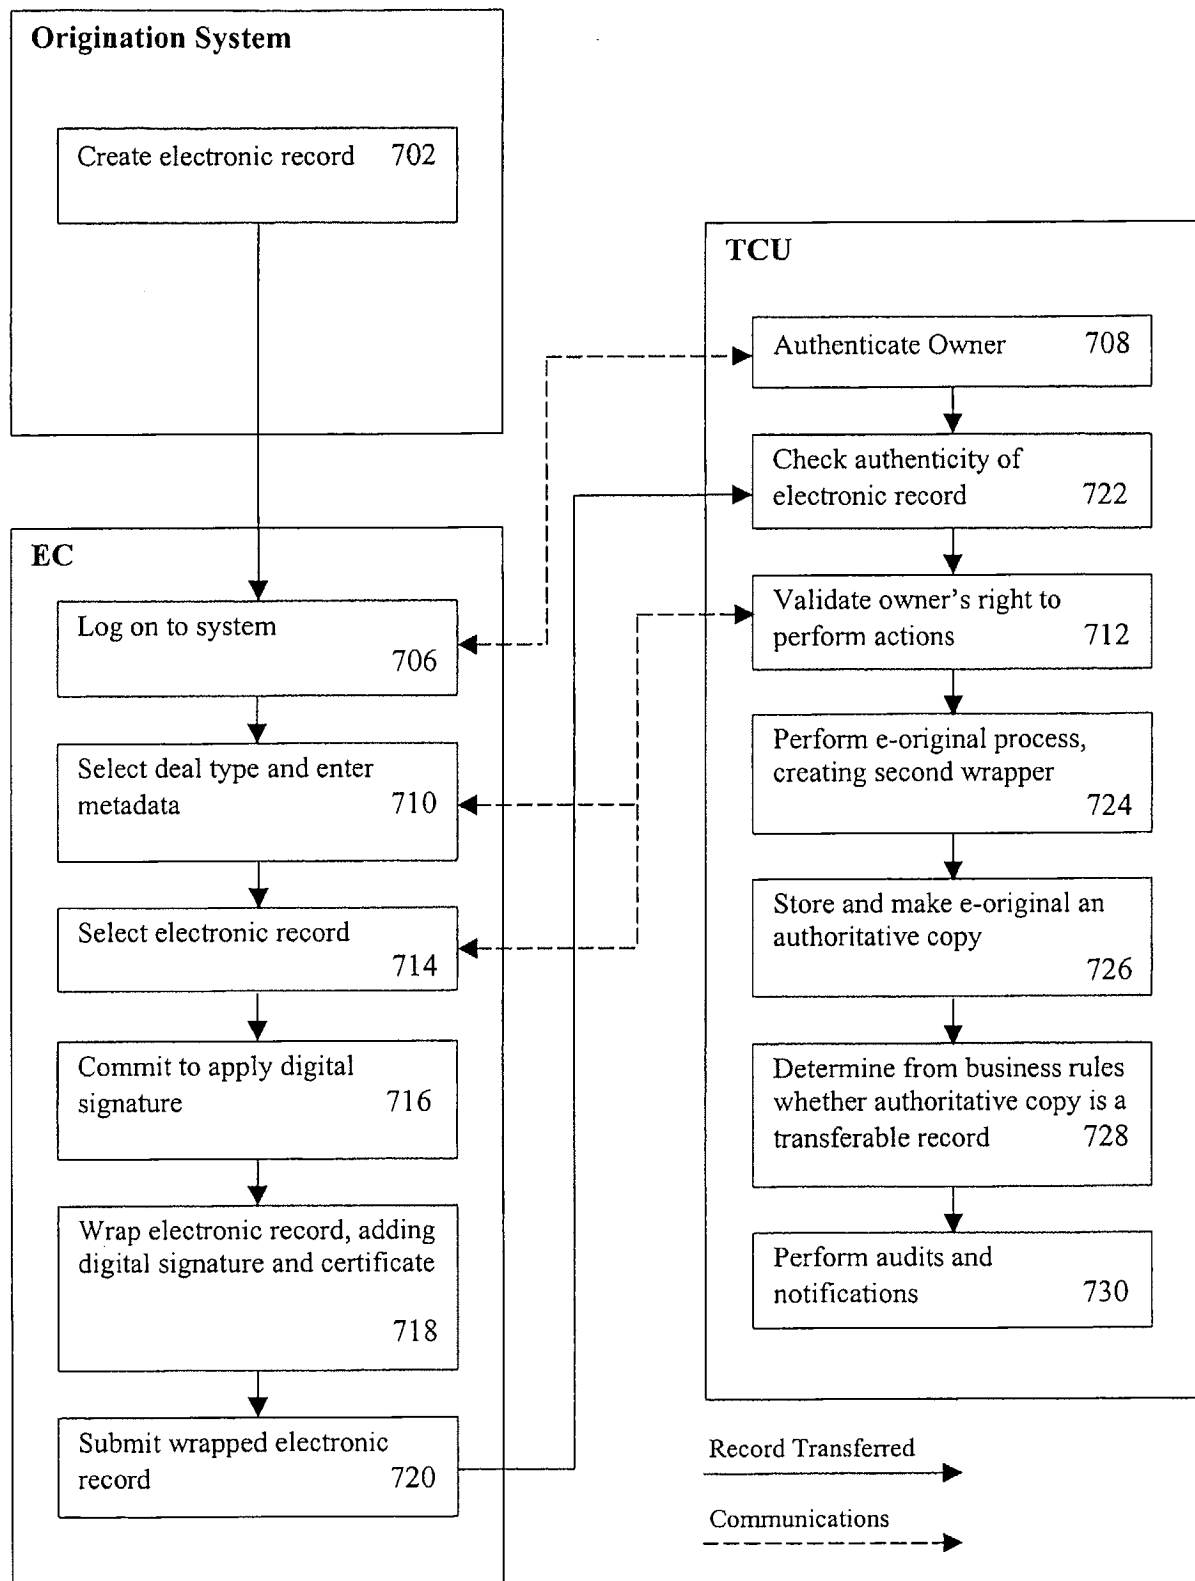 Origination System
Create electronic record 702
EC
Log on to system
706
Select deal type and enter
metadata 710
Select electronic record
714
Commit to apply digital
signature 716
Wrap electronic record, adding
digital signature and certificate
718
Submit wrapped electronic
record 720
TCU
Authenticate Owner 708
Check authenticity of
electronic record 722
Validate owner's right to
perform actions 712
Perform e-original process,
creating second wrapper
724
Store and make e-original an
authoritative copy
726
Determine from business rules
whether authoritative copy is a
transferable record 728
Perform audits and
notifications 730
Record Transferred
Communications